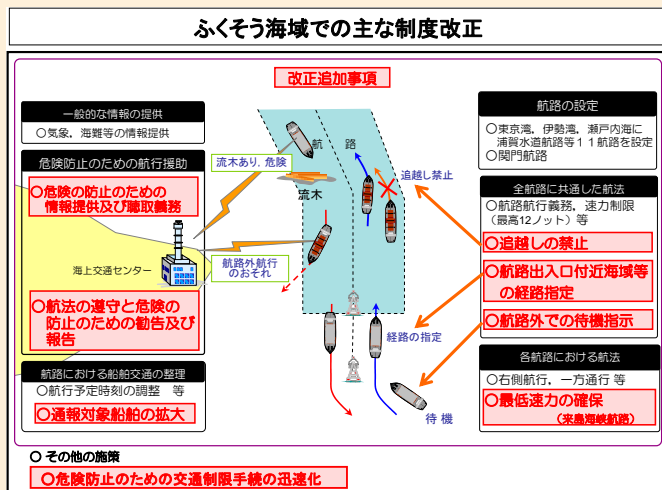 ふくそう海域での主な制度改正
改正追加事項
一般的な情報の提供
○気象、海難等の情報提供
危険防止のための航行援助
○危険の防止のための
情報提供及び聴取義務
海上交通センター
○航法の遵守と危険の
防止のための勧告及び
報告
航路における船舶交通の整理
○航行予定時刻の調整 等
○通報対象船舶の拡大
航 路
流木あり、危険
流木
航路外航行
のおそれ
追越し禁止
経路の指定
待 機
航路の設定
○東京湾、伊勢湾、瀬戸内海に
浦賀水道航路等11航路を設定
○関門航路
全航路に共通した航法
○航路航行義務、速力制限
(最高12ノット)等
○追越しの禁止
○航路出入口付近海域等
の経路指定
○航路外での待機指示
各航路における航法
○右側航行、一方通行 等
○最低速力の確保
(来島海峡航路)
○ その他の施策
○危険防止のための交通制限手続の迅速化